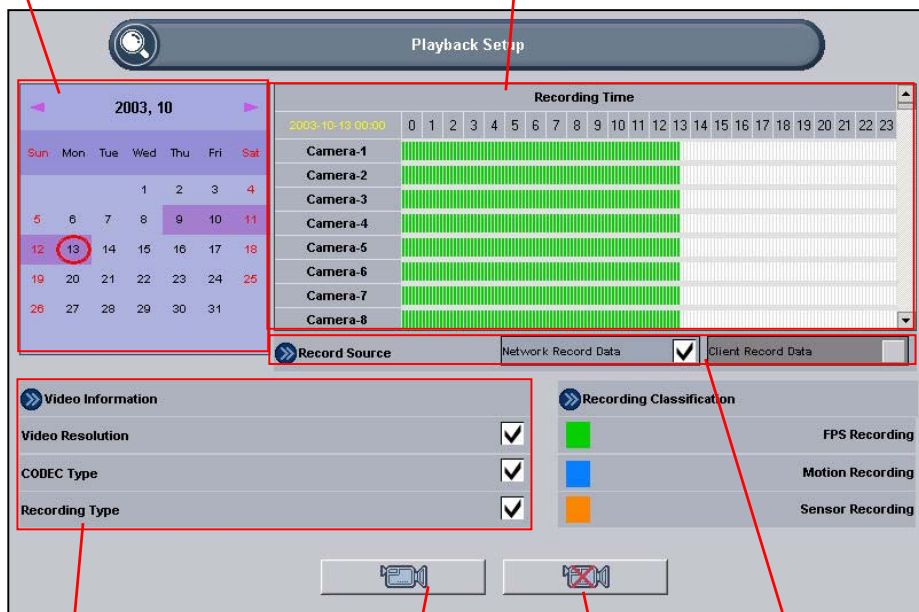 Playback Setup
2003, 10
Sun Mon Tue Wed Thu Fri Sat
1 2 3 4
5 6 7 8 9 10 11
12 13 14 15 16 17 18
19 20 21 22 23 24 25
26 27 28 29 30 31
Recording Time
2003-10-13 00:00 0 1 2 3 4 5 6 7 8 9 10 11 12 13 14 15 16 17 18 19 20 21 22 23
Camera-1
Camera-2
Camera-3
Camera-4
Camera-5
Camera-6
Camera-7
Camera-8
Record Source Network Record Data Client Record Data
Video Information
Video Resolution
CODEC Type
Recording Type
Recording Classification
FPS Recording
Motion Recording
Sensor Recording